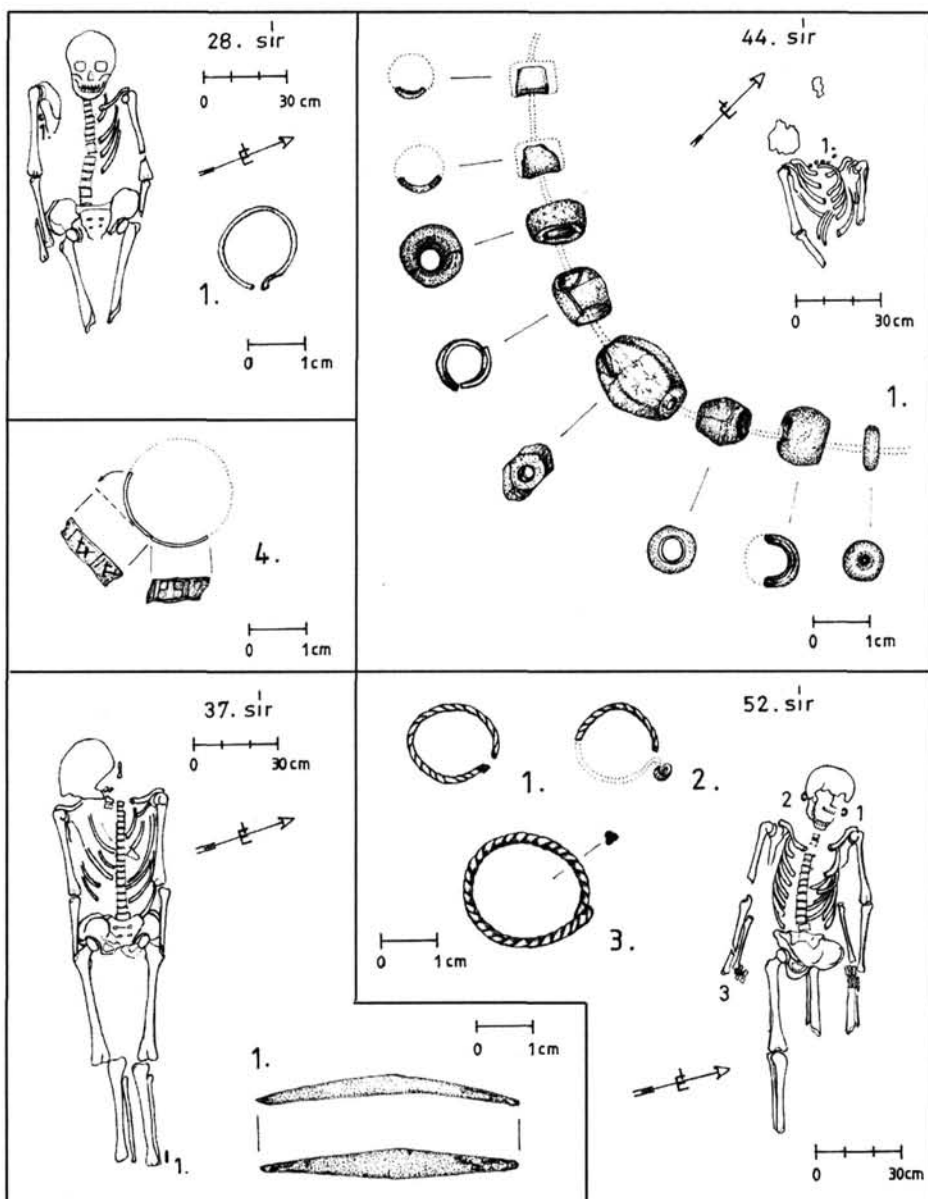 28. sír
0 30 cm
É
1.
1.
0 1cm
44. sír
É
1.
0 30cm
1.
0 1cm
4.
0 1cm
37. sír
0 30cm
É
1.
1.
0 1cm
52. sír
1.
2.
3.
0 1cm
2
1
3
É
0 30cm